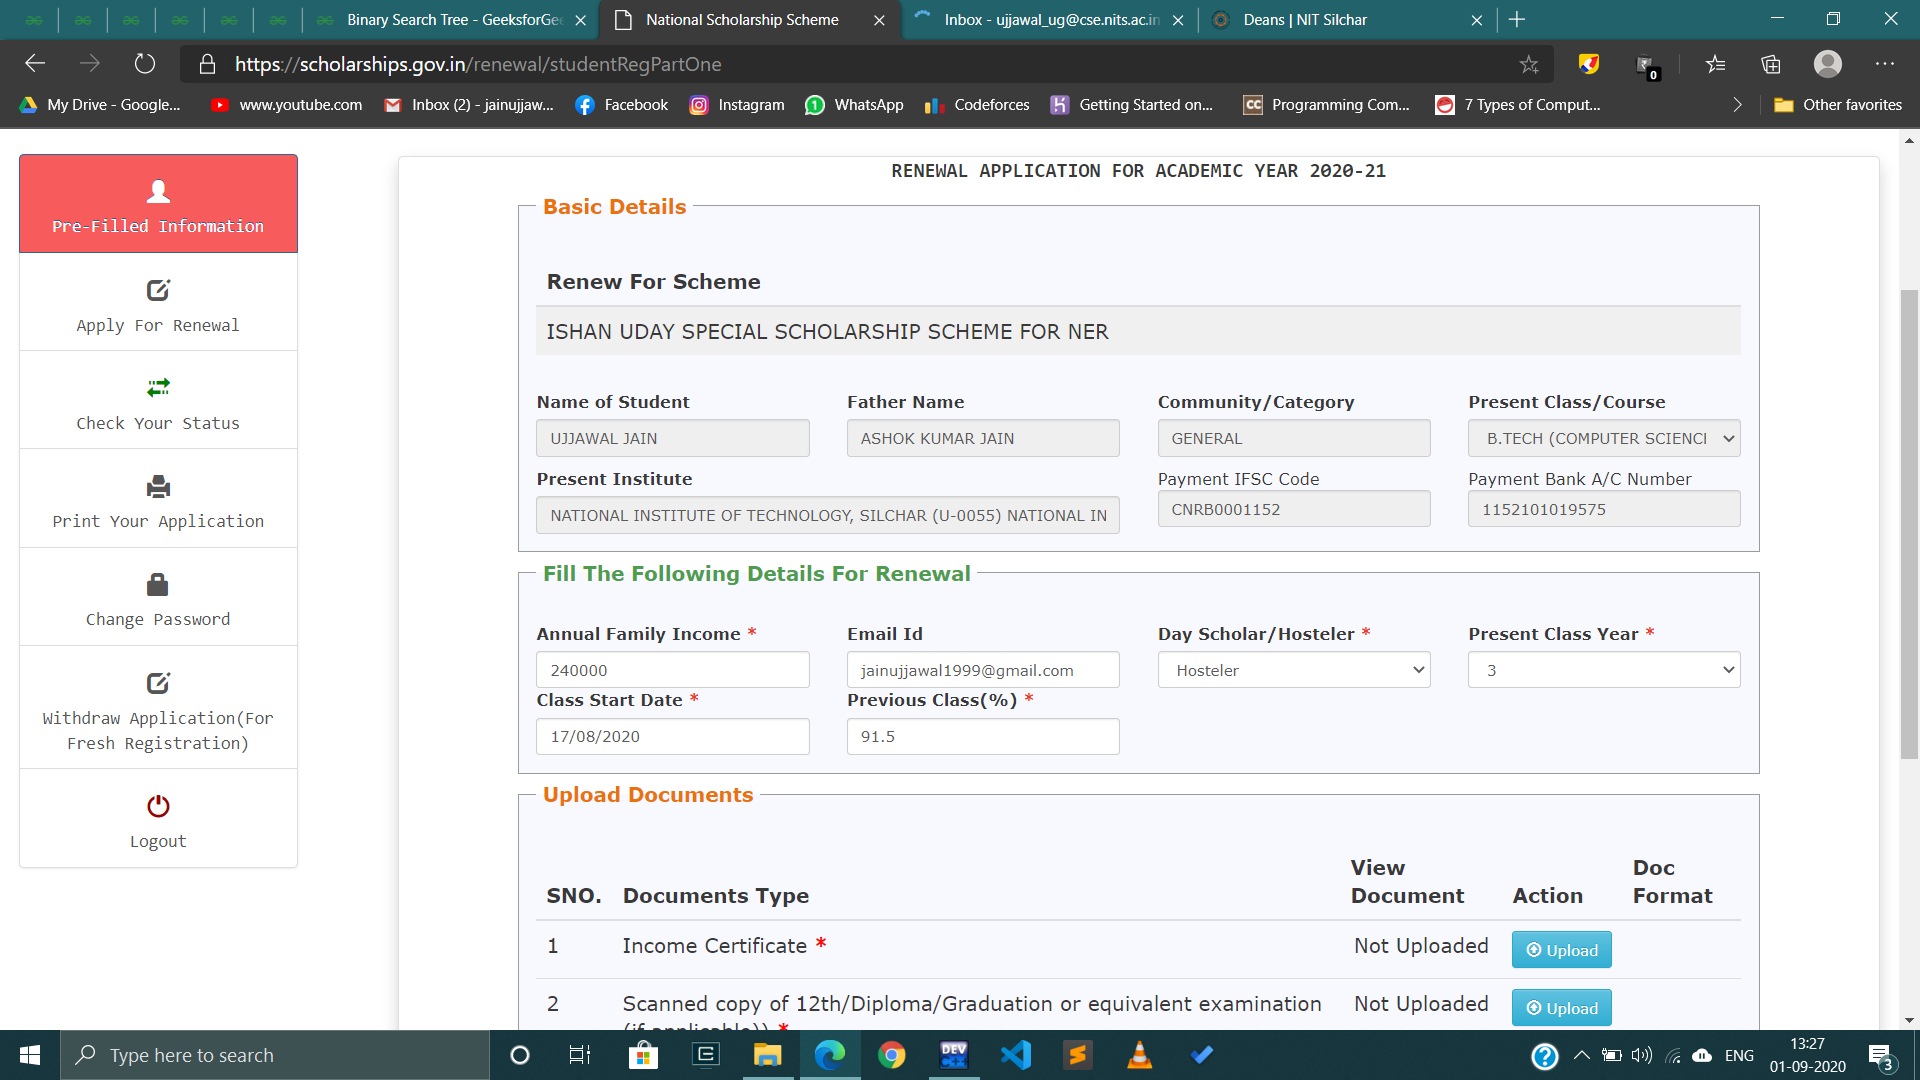 Binary Search Tree - GeeksforGee
National Scholarship Scheme
Inbox - ujjawal_ug@cse.nits.ac.in
Deans | NIT Silchar
https://scholarships.gov.in/renewal/studentRegPartOne
0
My Drive - Google...
www.youtube.com
Inbox (2) - jainujjaw...
Facebook
Instagram
WhatsApp
Codeforces
Getting Started on...
CC
Programming Com...
7 Types of Comput...
Other favorites
Pre-Filled Information
Apply For Renewal
Check Your Status
Print Your Application
Change Password
Withdraw Application(For
Fresh Registration)
Logout
RENEWAL APPLICATION FOR ACADEMIC YEAR 2020-21
Basic Details
Renew For Scheme
ISHAN UDAY SPECIAL SCHOLARSHIP SCHEME FOR NER
Name of Student
Father Name
Community/Category
Present Class/Course
UJJAWAL JAIN
ASHOK KUMAR JAIN
GENERAL
B.TECH (COMPUTER SCIENCI
Present Institute
Payment IFSC Code
Payment Bank A/C Number
NATIONAL INSTITUTE OF TECHNOLOGY, SILCHAR (U-0055) NATIONAL IN
CNRB0001152
1152101019575
Fill The Following Details For Renewal
Annual Family Income *
Email Id
Day Scholar/Hosteler *
Present Class Year *
240000
jainujjawal1999@gmail.com
Hosteler
3
Class Start Date *
Previous Class(%) *
17/08/2020
91.5
Upload Documents
SNO.
Documents Type
View Document
Action
Doc Format
1
Income Certificate *
Not Uploaded
Upload
2
Scanned copy of 12th/Diploma/Graduation or equivalent examination
(if applicable)) *
Not Uploaded
Upload
Type here to search
DEV
ENG
13:27
01-09-2020
3